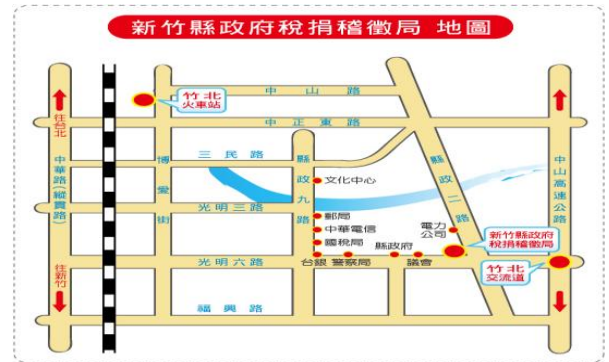 新竹縣政府稅捐稽徵局 地圖
往台北
竹北
火車站
中山路
中正東路
三民路
中華路(縱貫路)
博愛街
縣政九路
縣政二路
中山高速公路
文化中心
光明三路
郵局
中華電信
國稅局
電力
公司
新竹縣政府
稅捐稽徵局
縣政府
往新竹
光明六路
台銀
警察局
議會
竹北
交流道
福興路